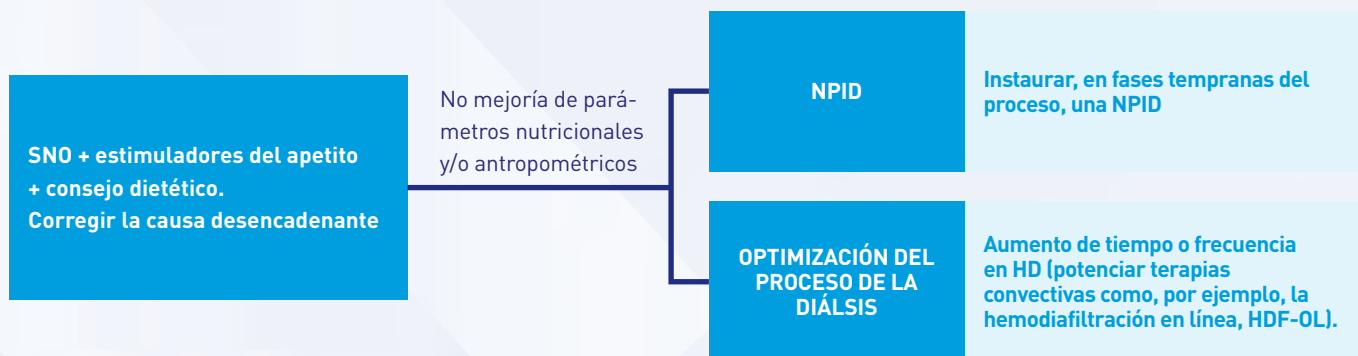 SNO + estimuladores del apetito
+ consejo dietético.
Corregir la causa desencadenante
No mejoría de pará-
metros nutricionales
y/o antropométricos
NPID
Instaurar, en fases tempranas del
proceso, una NPID
OPTIMIZACIÓN DEL
PROCESO DE LA
DIÁLSIS
Aumento de tiempo o frecuencia
en HD (potenciar terapias
convectivas como, por ejemplo, la
hemodiafiltración en línea, HDF-OL).